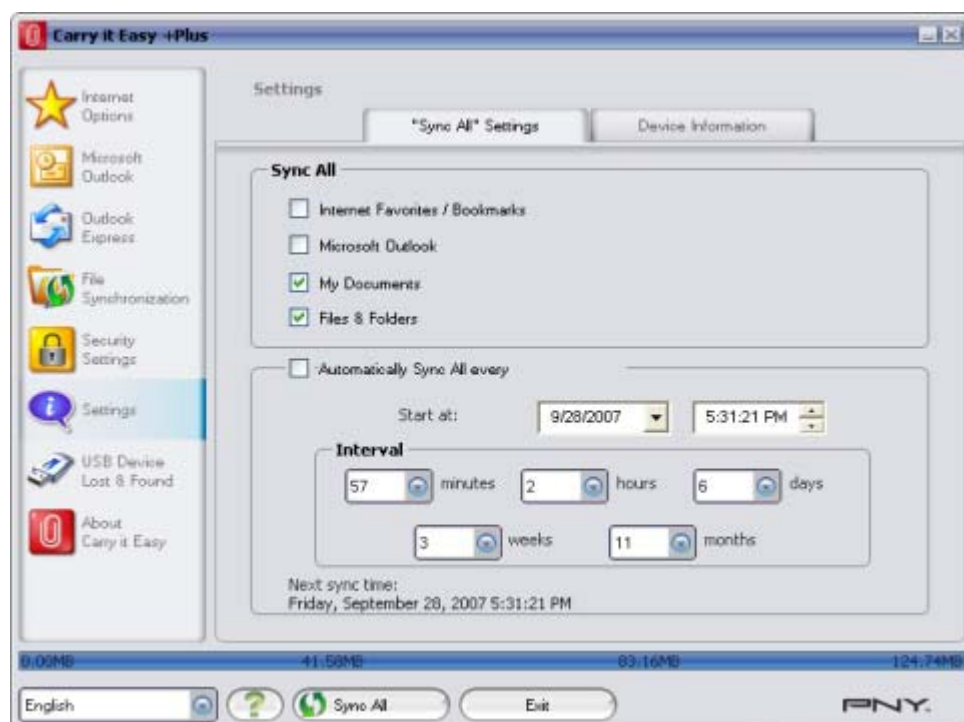 Carry it Easy +Plus
Internet
Options
Microsoft
Outlook
Outlook
Express
File
Synchronization
Security
Settings
Settings
USB Device
Lost & Found
About
Carry it Easy
Settings
"Sync All" Settings
Device Information
Sync All
Internet Favorites / Bookmarks
Microsoft Outlook
My Documents
Files & Folders
Automatically Sync All every
Start at: 9/28/2007 5:31:21 PM
Interval
57 minutes 2 hours 6 days
3 weeks 11 months
Next sync time:
Friday, September 28, 2007 5:31:21 PM
0.00MB 41.58MB 83.16MB 124.74MB
English ? Sync All Exit PNY.